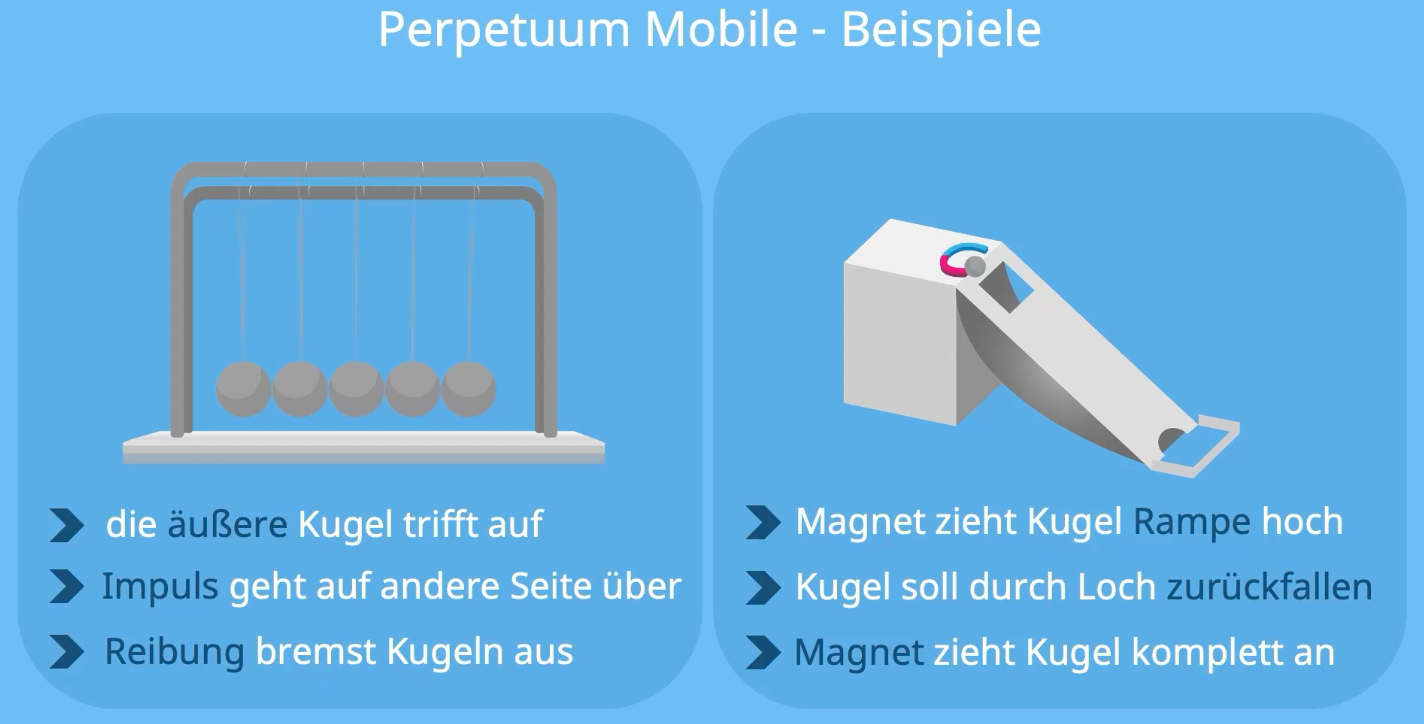 Perpetuum Mobile - Beispiele
die äußere Kugel trifft auf
Impuls geht auf andere Seite über
Reibung bremst Kugeln aus
Magnet zieht Kugel Rampe hoch
Kugel soll durch Loch zurückfallen
Magnet zieht Kugel komplett an